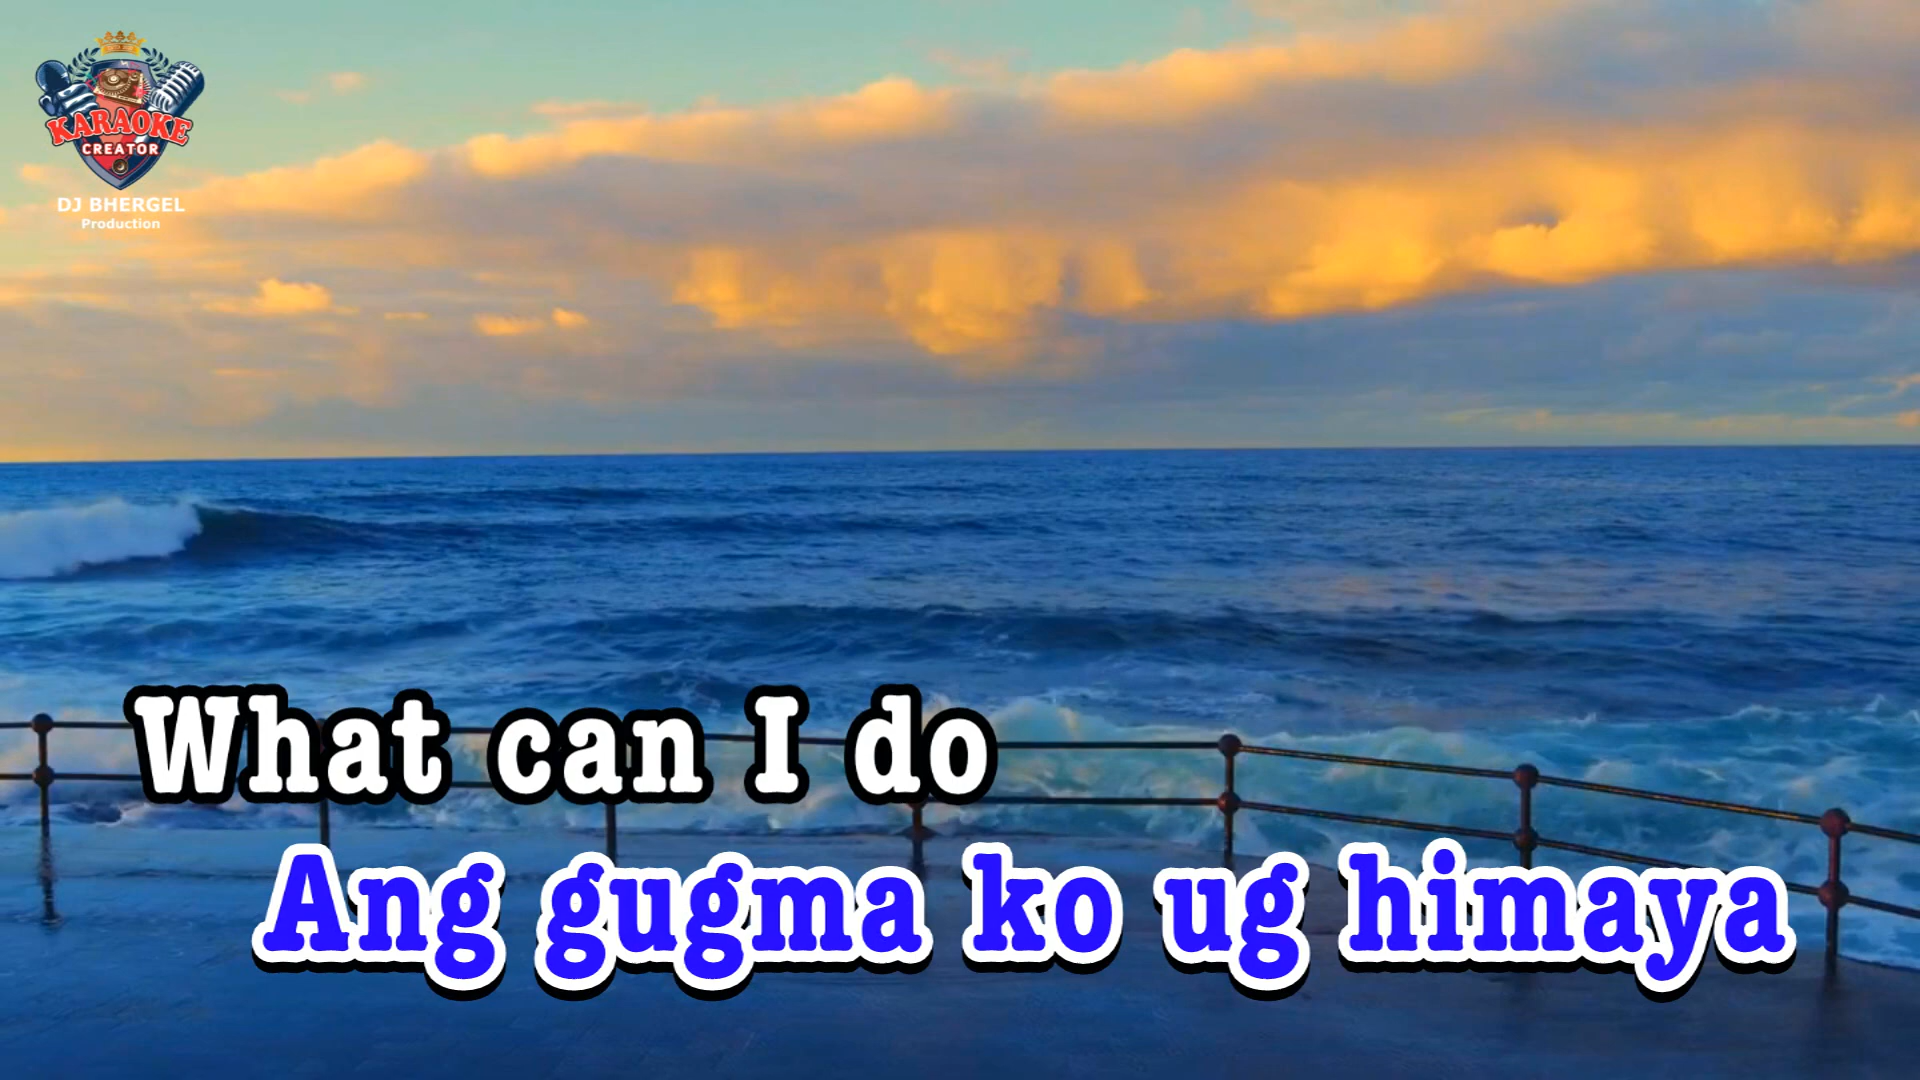 KARAOKE
CREATOR
DJ BHERGEL
Production
What can I do
Ang gugma ko ug himaya